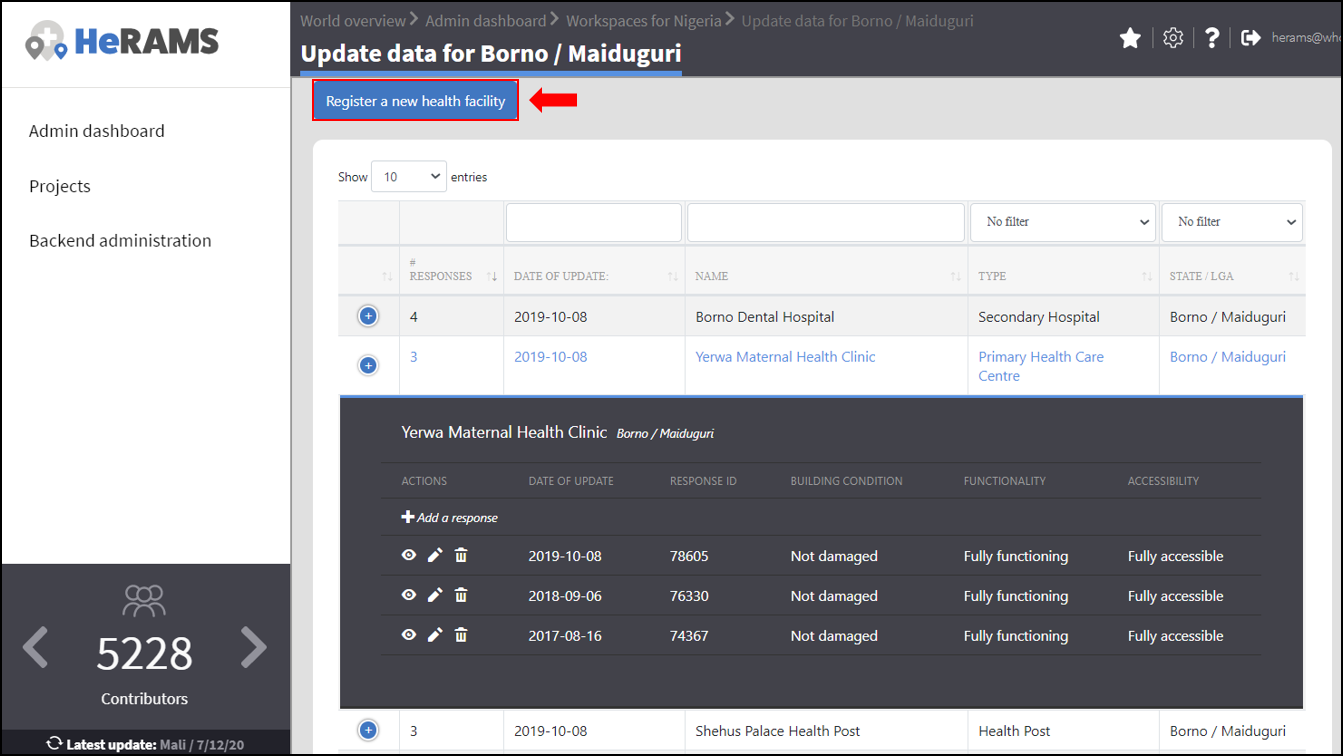 HeRAMS
World overview > Admin dashboard > Workspaces for Nigeria > Update data for Borno / Maiduguri
Update data for Borno / Maiduguri
?
Register a new health facility
Admin dashboard
Projects
Backend administration
Show 10 entries
No filter No filter
# RESPONSES DATE OF UPDATE: NAME TYPE STATE / LGA
4 2019-10-08 Borno Dental Hospital Secondary Hospital Borno / Maiduguri
3 2019-10-08 Yerwa Maternal Health Clinic Primary Health Care Borno / Maiduguri
Centre
Yerwa Maternal Health Clinic Borno / Maiduguri
ACTIONS DATE OF UPDATE RESPONSE ID BUILDING CONDITION FUNCTIONALITY ACCESSIBILITY
+ Add a response
2019-10-08 78605 Not damaged Fully functioning Fully accessible
2018-09-06 76330 Not damaged Fully functioning Fully accessible
2017-08-16 74367 Not damaged Fully functioning Fully accessible
3 2019-10-08 Shehus Palace Health Post Health Post Borno / Maiduguri
5228
Contributors
Latest update: Mali / 7/12/20